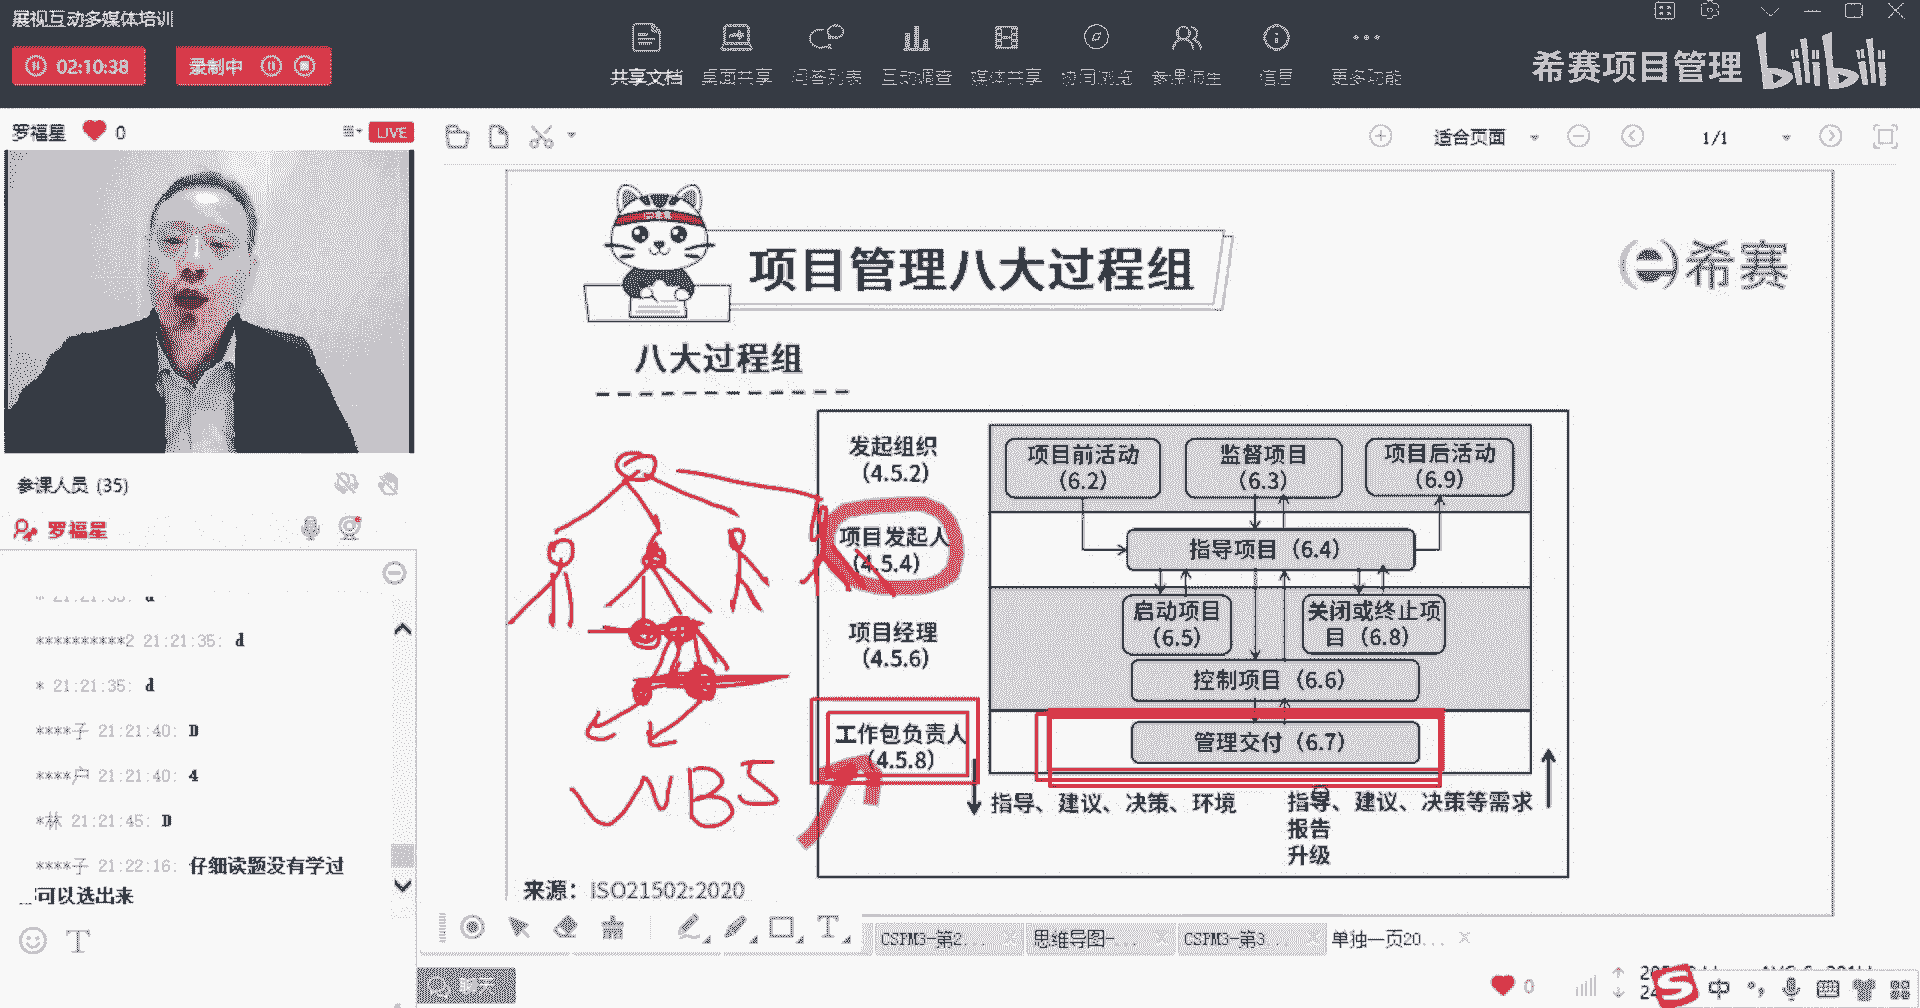 展视互动多媒体培训
02:10:38
录制中
共享文档
桌面共享
问答列表
互动调查
媒体共享
协同浏览
参课师生
信息
更多功能
希赛项目管理
bilibili
罗福星 0
LIVE
适合页面
1/1
项目管理八大过程组
希赛
八大过程组
发起组织
(4.5.2)
项目前活动
(6.2)
监督项目
(6.3)
项目后活动
(6.9)
项目发起人
(4.5.4)
指导项目 (6.4)
启动项目
(6.5)
关闭或终止项
目 (6.8)
项目经理
(4.5.6)
控制项目 (6.6)
工作包负责人
(4.5.8)
管理交付 (6.7)
指导、建议、决策、环境
指导、建议、决策等需求
报告
升级
WBS
来源：ISO21502:2020
参课人员 (35)
罗福星
* 21:21:35: d
**********2 21:21:35: d
* 21:21:35: d
****子 21:21:40: D
****户 21:21:40: 4
*林 21:21:45: D
****子 21:22:16: 仔细读题没有学过
可以选出来
T
T
CSPM3-第2...
思维导图-...
CSPM3-第3...
单独一页20...
聊天
0
S 中